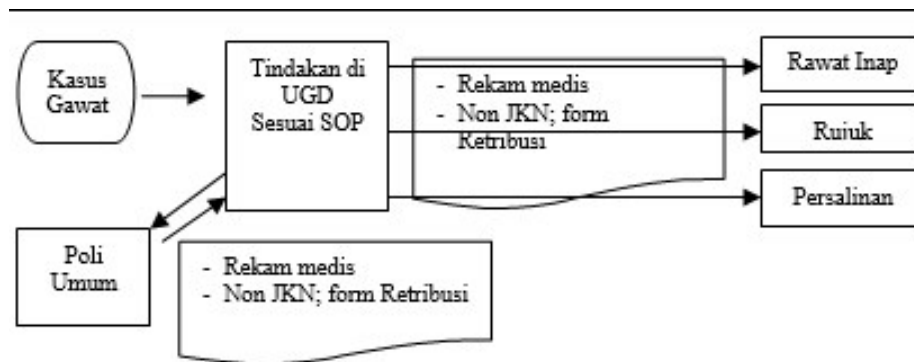 Kasus
Gawat
Tindakan di
UGD
Sesuai SOP
- Rekam medis
- Non JKN; form
Retribusi
Rawat Inap
Rujuk
Persalinan
Poli
Umum
- Rekam medis
- Non JKN; form Retribusi